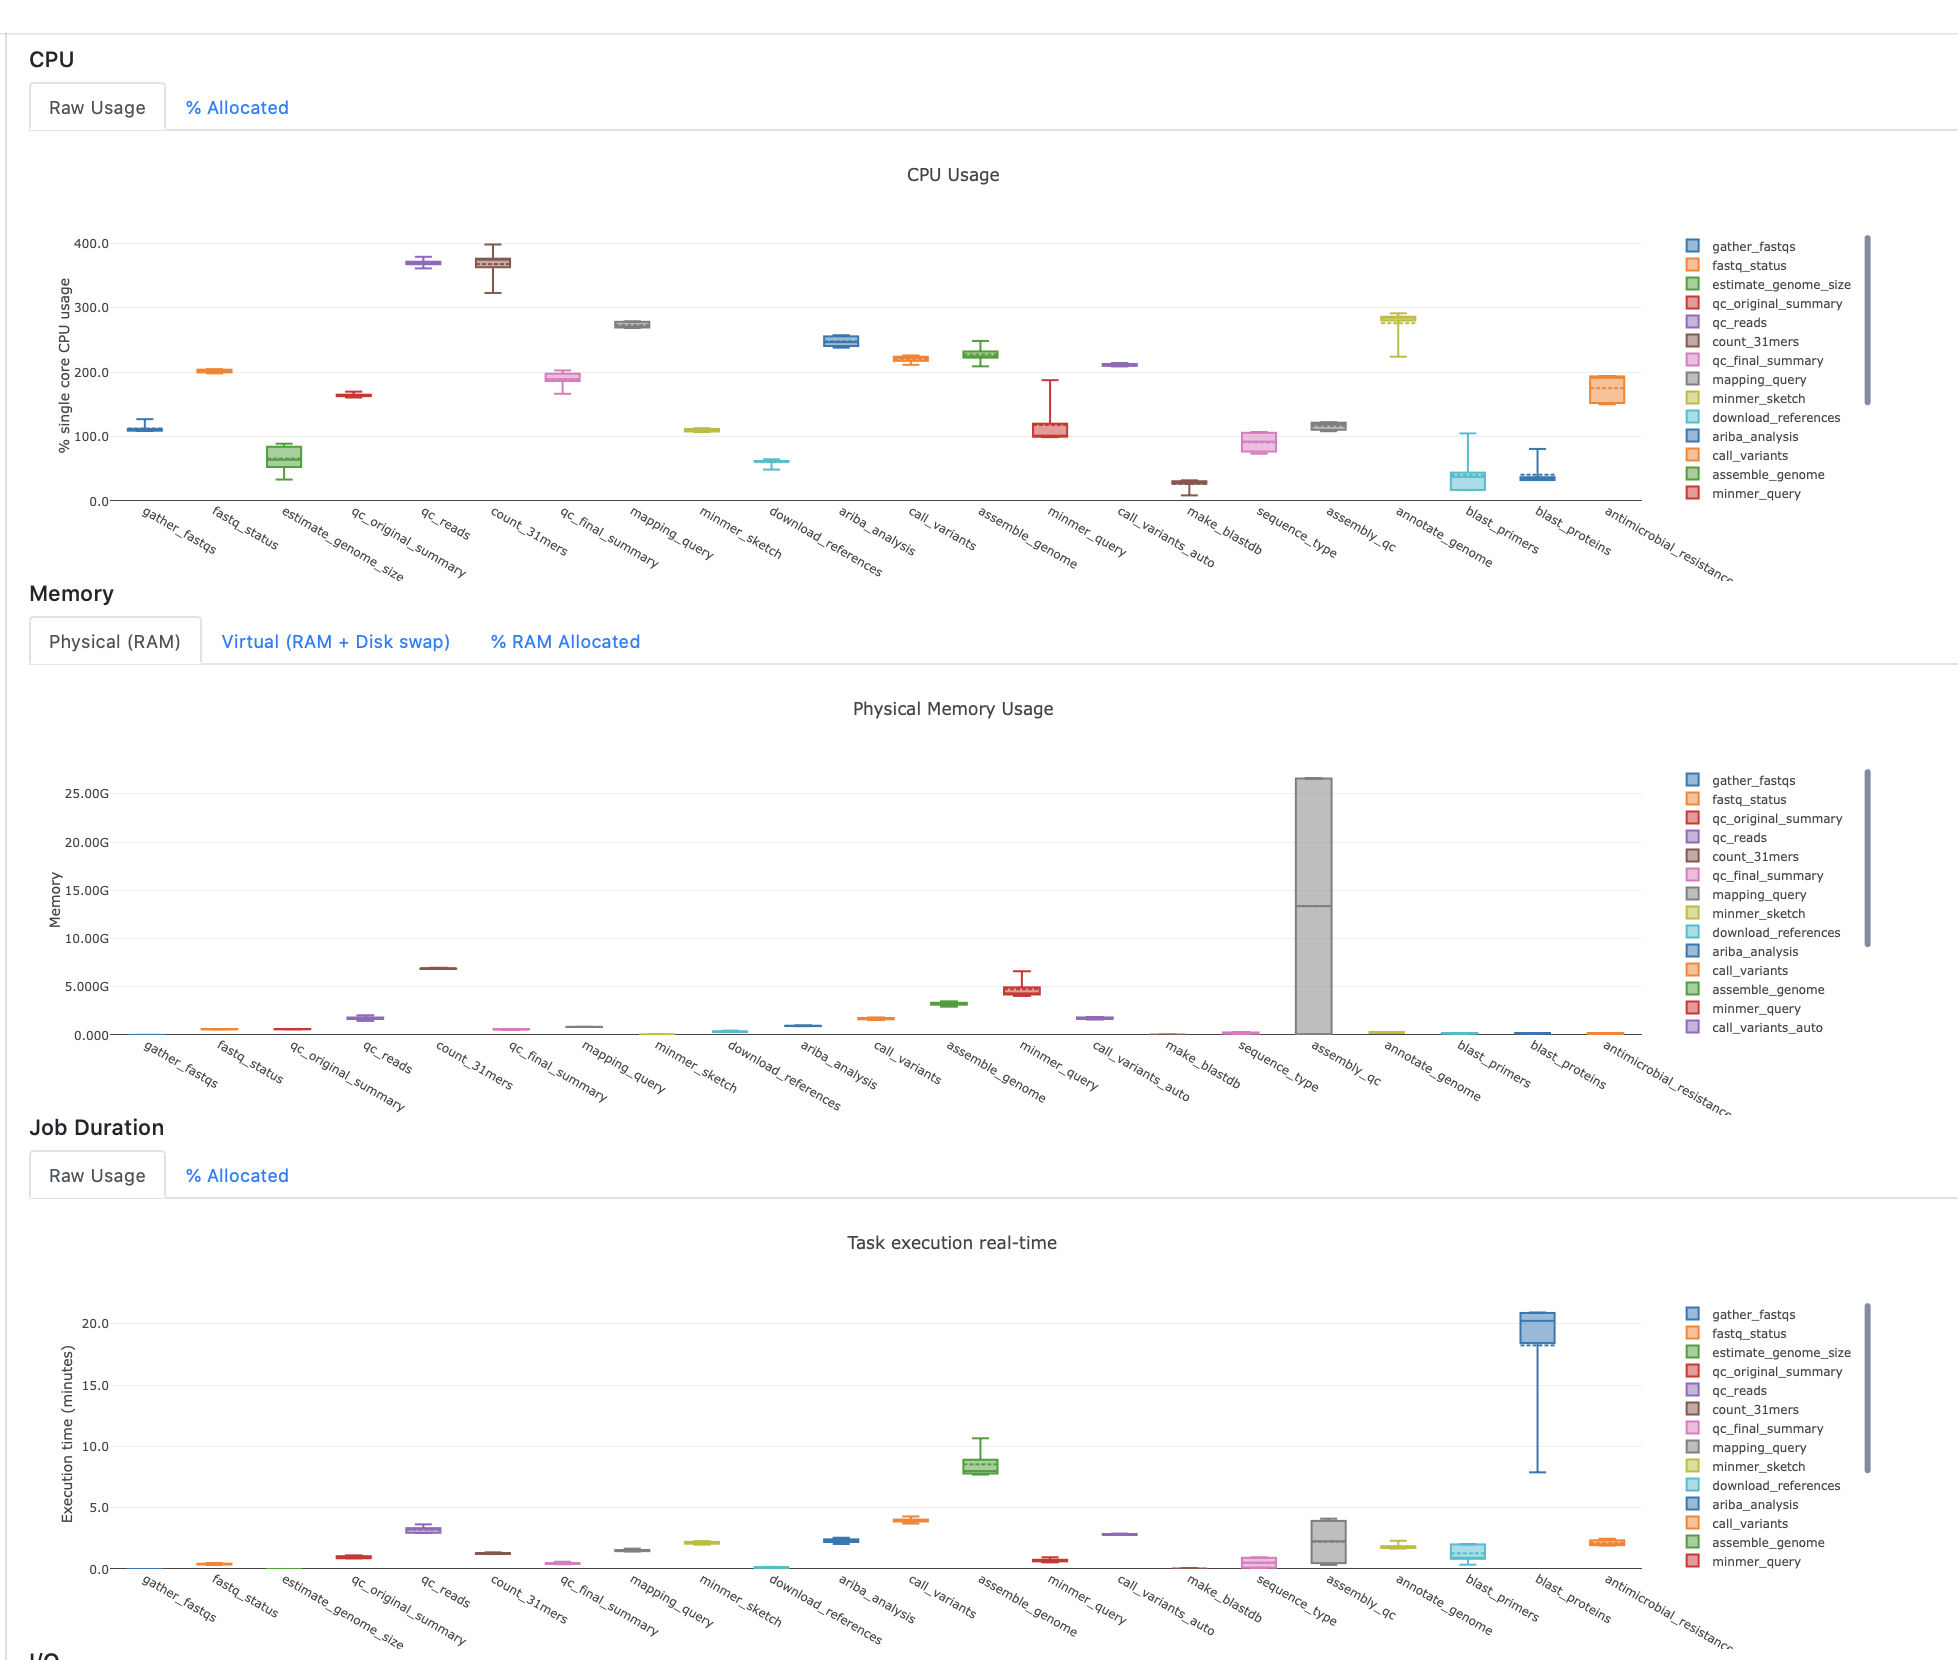 CPU
Raw Usage % Allocated
CPU Usage
% single core CPU usage
400.0
300.0
200.0
100.0
0.0
gather_fastqs
fastq_status
estimate_genome_size
qc_original_summary
qc_reads
count_31mers
qc_final_summary
mapping_query
minmer_sketch
download_references
ariba_analysis
call_variants
assemble_genome
minmer_query
call_variants_auto
make_blastdb
sequence_type
assembly_qc
annotate_genome
blast_primers
blast_proteins
antimicrobial_resistance
gather_fastqs
fastq_status
estimate_genome_size
qc_original_summary
qc_reads
count_31mers
qc_final_summary
mapping_query
minmer_sketch
download_references
ariba_analysis
call_variants
assemble_genome
minmer_query
Memory
Physical (RAM) Virtual (RAM + Disk swap) % RAM Allocated
Physical Memory Usage
Memory
25.00G
20.00G
15.00G
10.00G
5.000G
0.000
gather_fastqs
fastq_status
qc_original_summary
qc_reads
count_31mers
qc_final_summary
mapping_query
minmer_sketch
download_references
ariba_analysis
call_variants
assemble_genome
minmer_query
call_variants_auto
make_blastdb
sequence_type
assembly_qc
annotate_genome
blast_primers
blast_proteins
antimicrobial_resistance
gather_fastqs
fastq_status
qc_original_summary
qc_reads
count_31mers
qc_final_summary
mapping_query
minmer_sketch
download_references
ariba_analysis
call_variants
assemble_genome
minmer_query
call_variants_auto
Job Duration
Raw Usage % Allocated
Task execution real-time
Execution time (minutes)
20.0
15.0
10.0
5.0
0.0
gather_fastqs
fastq_status
estimate_genome_size
qc_original_summary
qc_reads
count_31mers
qc_final_summary
mapping_query
minmer_sketch
download_references
ariba_analysis
call_variants
assemble_genome
minmer_query
call_variants_auto
make_blastdb
sequence_type
assembly_qc
annotate_genome
blast_primers
blast_proteins
antimicrobial_resistance
gather_fastqs
fastq_status
estimate_genome_size
qc_original_summary
qc_reads
count_31mers
qc_final_summary
mapping_query
minmer_sketch
download_references
ariba_analysis
call_variants
assemble_genome
minmer_query
I/O